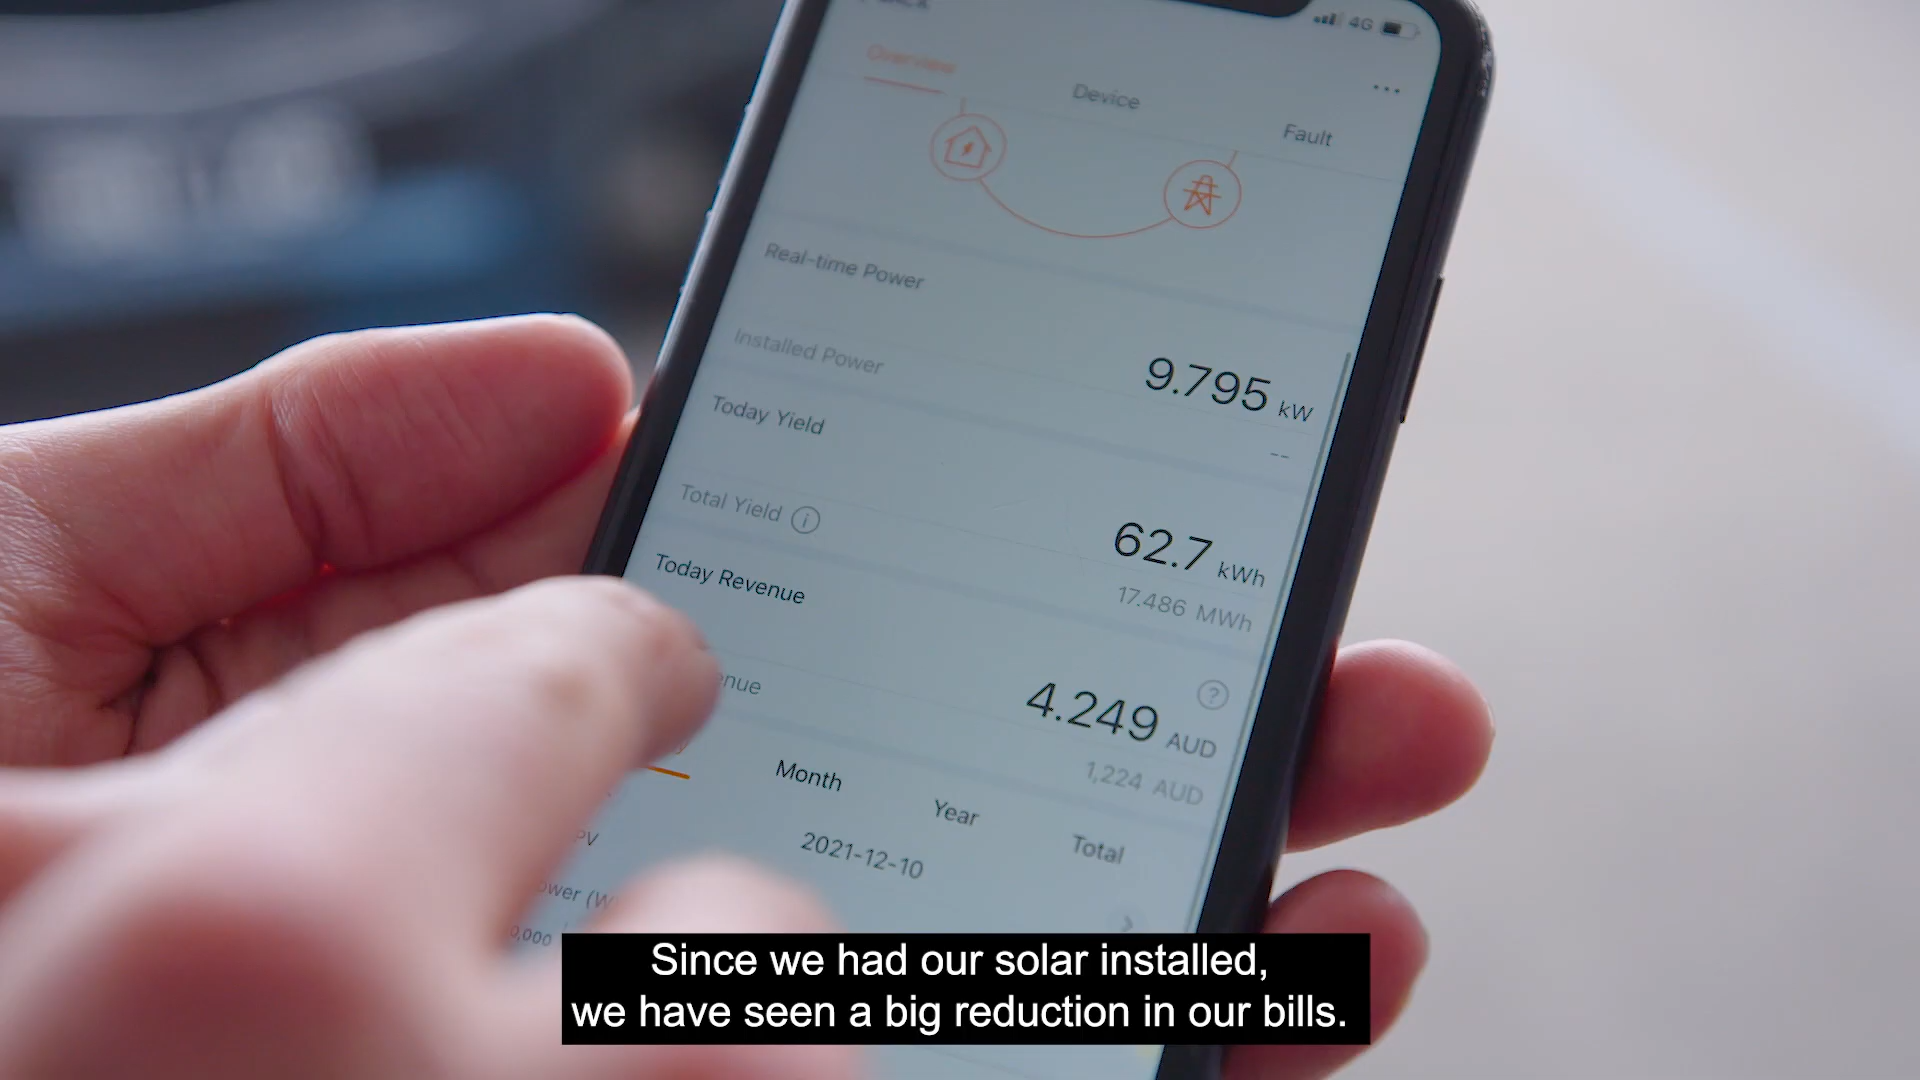 4G
Overview
Device
Fault
Real-time Power
9.795 kW
Installed Power
--
Today Yield
62.7 kWh
Total Yield i
17.486 MWh
Today Revenue
?
4.249 AUD
1,224 AUD
Month
Year
Total
2021-12-10
PV
Since we had our solar installed,
we have seen a big reduction in our bills.